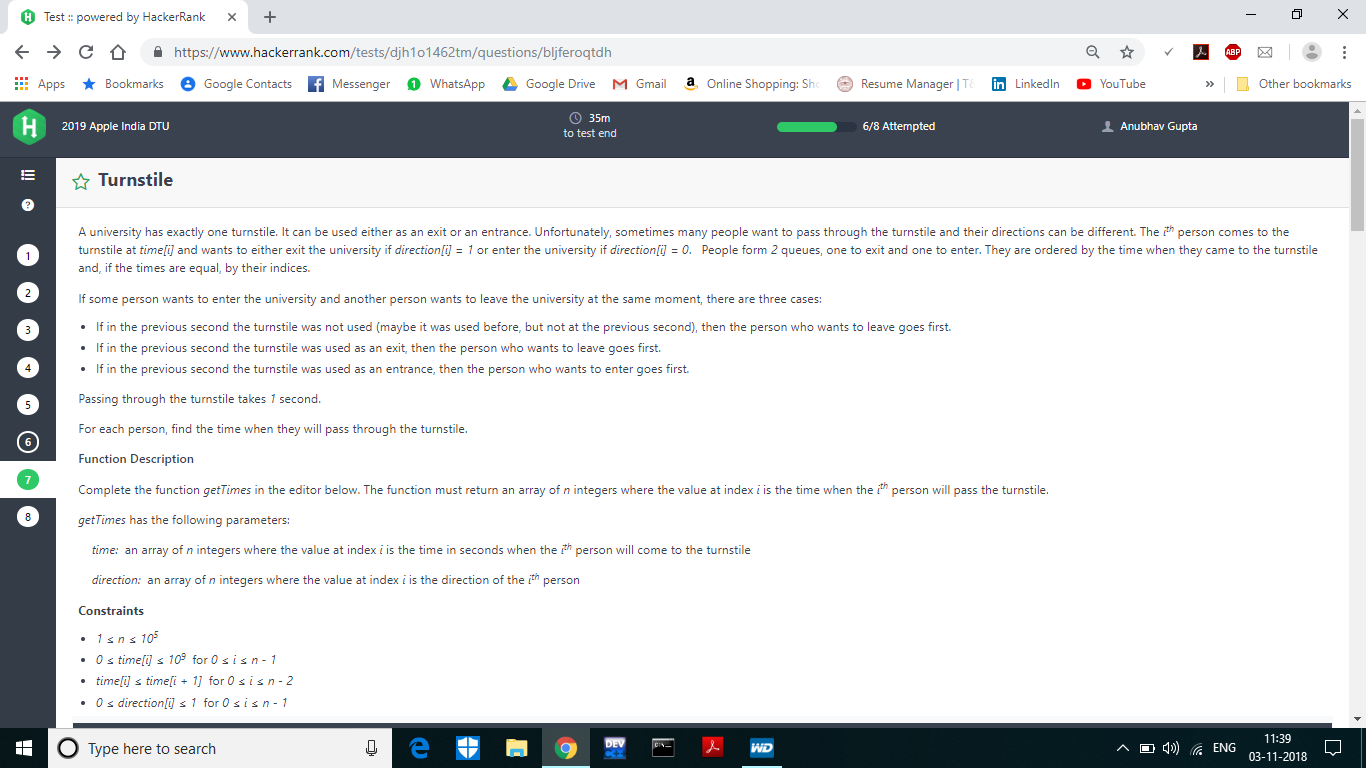 Test :: powered by HackerRank
https://www.hackerrank.com/tests/djh1o1462tm/questions/bljferoqtdh
ABP
Apps Bookmarks Google Contacts Messenger WhatsApp Google Drive Gmail Online Shopping: Sho Resume Manager | T& LinkedIn YouTube » Other bookmarks
2019 Apple India DTU
35m
to test end
6/8 Attempted
Anubhav Gupta
Turnstile
A university has exactly one turnstile. It can be used either as an exit or an entrance. Unfortunately, sometimes many people want to pass through the turnstile and their directions can be different. The ith person comes to the
turnstile at time[i] and wants to either exit the university if direction[i] = 1 or enter the university if direction[i] = 0. People form 2 queues, one to exit and one to enter. They are ordered by the time when they came to the turnstile
and, if the times are equal, by their indices.
If some person wants to enter the university and another person wants to leave the university at the same moment, there are three cases:
• If in the previous second the turnstile was not used (maybe it was used before, but not at the previous second), then the person who wants to leave goes first.
• If in the previous second the turnstile was used as an exit, then the person who wants to leave goes first.
• If in the previous second the turnstile was used as an entrance, then the person who wants to enter goes first.
Passing through the turnstile takes 1 second.
For each person, find the time when they will pass through the turnstile.
Function Description
Complete the function getTimes in the editor below. The function must return an array of n integers where the value at index i is the time when the ith person will pass the turnstile.
getTimes has the following parameters:
time: an array of n integers where the value at index i is the time in seconds when the ith person will come to the turnstile
direction: an array of n integers where the value at index i is the direction of the ith person
Constraints
• 1 ≤ n ≤ 10^5
• 0 ≤ time[i] ≤ 10^9 for 0 ≤ i ≤ n - 1
• time[i] ≤ time[i + 1] for 0 ≤ i ≤ n - 2
• 0 ≤ direction[i] ≤ 1 for 0 ≤ i ≤ n - 1
?
1
2
3
4
5
6
7
8
Type here to search
DEV
WD
ENG
11:39
03-11-2018